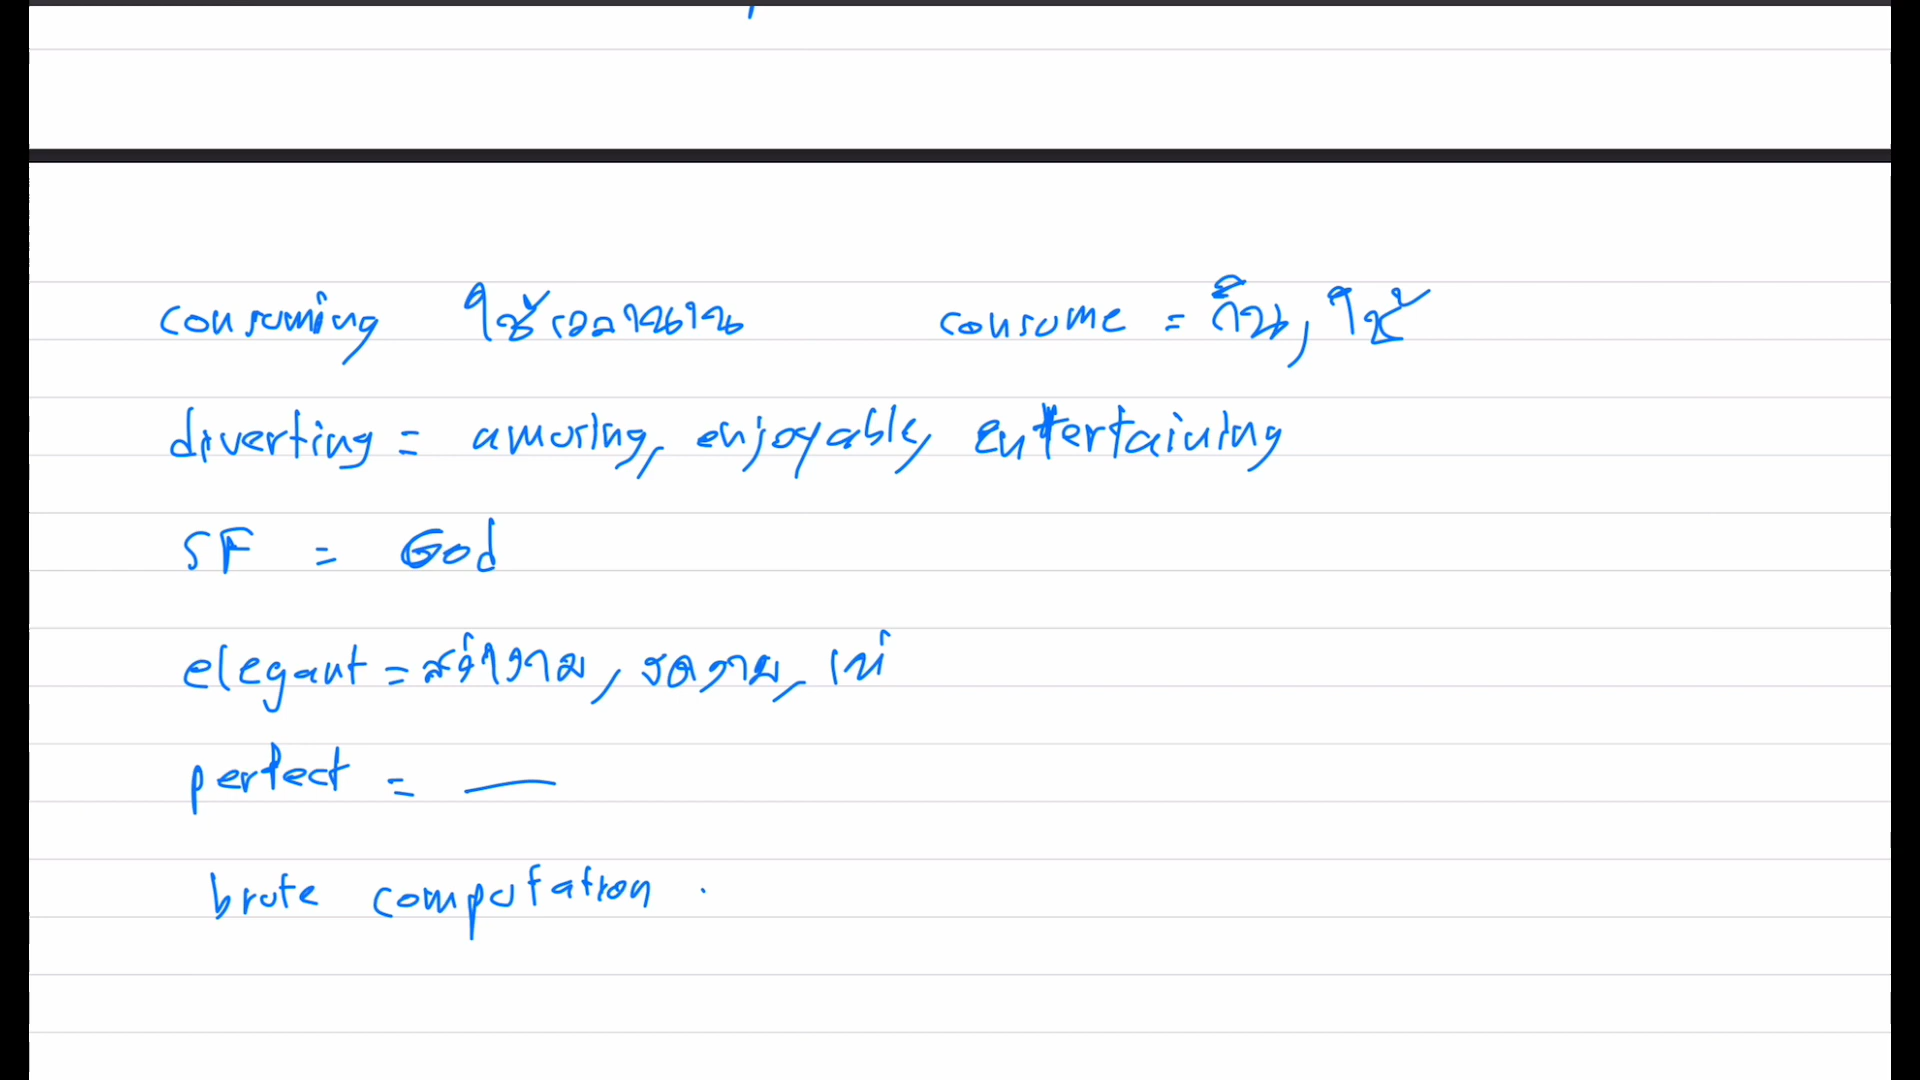 consuming ใช้เวลานาน consume = กิน, ใช้
diverting = amusing, enjoyable, entertaining
SF = God
elegant = สง่างาม, งดงาม, เท่
perfect = —
brute computation .